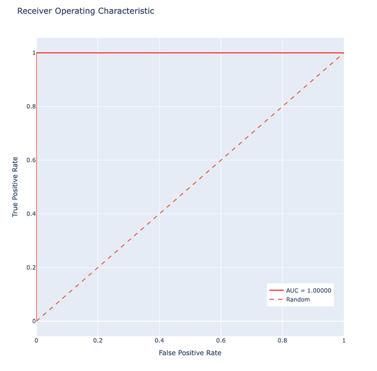 Receiver Operating Characteristic
1
0.8
0.6
0.4
0.2
0
True Positive Rate
AUC = 1.00000
Random
0
0.2
0.4
0.6
0.8
1
False Positive Rate